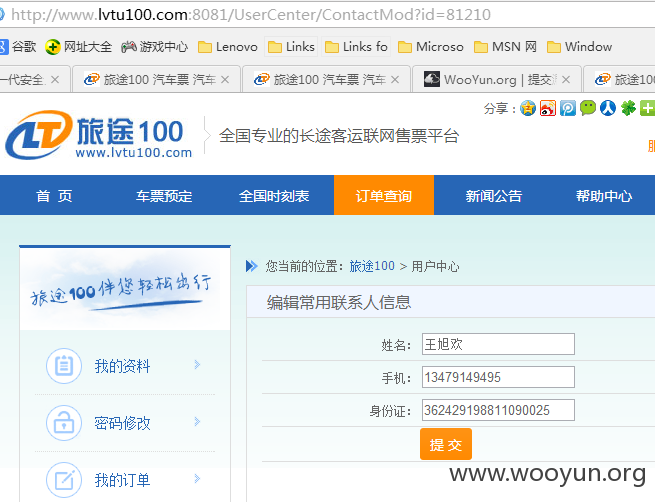 http://www.lvtu100.com:8081/UserCenter/ContactMod?id=81210
谷歌 网址大全 游戏中心 Lenovo Links Links fo Microso MSN 网 Window
一代安全 旅途100 汽车票 汽车 旅途100 汽车票 汽车 WooYun.org | 提交 旅途100
LT 旅途100
www.lvtu100.com
全国专业的长途客运联网售票平台
分享：
首 页 车票预定 全国时刻表 订单查询 新闻公告 帮助中心
旅途100伴您轻松出行
您当前的位置：旅途100 > 用户中心
编辑常用联系人信息
姓名： 王旭欢
手机： 13479149495
身份证： 362429198811090025
提 交
我的资料
密码修改
我的订单
www.wooyun.org